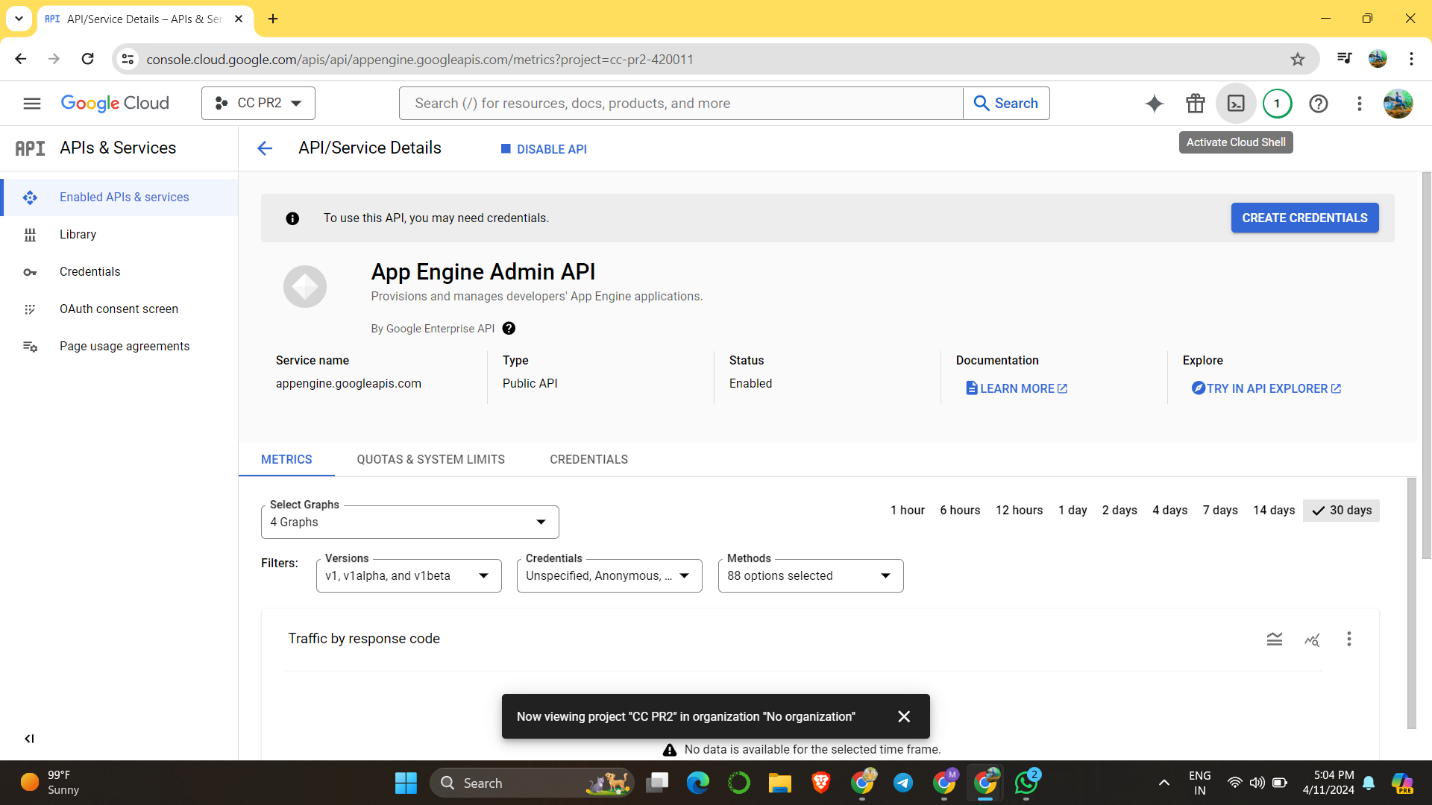 API API/Service Details – APIs & Ser
console.cloud.google.com/apis/api/appengine.googleapis.com/metrics?project=cc-pr2-420011
Google Cloud
CC PR2
Search (/) for resources, docs, products, and more
Search
1
Activate Cloud Shell
API APIs & Services
Enabled APIs & services
Library
Credentials
OAuth consent screen
Page usage agreements
API/Service Details
DISABLE API
To use this API, you may need credentials.
CREATE CREDENTIALS
App Engine Admin API
Provisions and manages developers' App Engine applications.
By Google Enterprise API
Service name
appengine.googleapis.com
Type
Public API
Status
Enabled
Documentation
LEARN MORE
Explore
TRY IN API EXPLORER
METRICS
QUOTAS & SYSTEM LIMITS
CREDENTIALS
Select Graphs
4 Graphs
1 hour 6 hours 12 hours 1 day 2 days 4 days 7 days 14 days 30 days
Filters:
Versions
v1, v1alpha, and v1beta
Credentials
Unspecified, Anonymous, ...
Methods
88 options selected
Traffic by response code
Now viewing project "CC PR2" in organization "No organization"
No data is available for the selected time frame.
99°F
Sunny
Search
M
2
ENG
IN
5:04 PM
4/11/2024
PRE